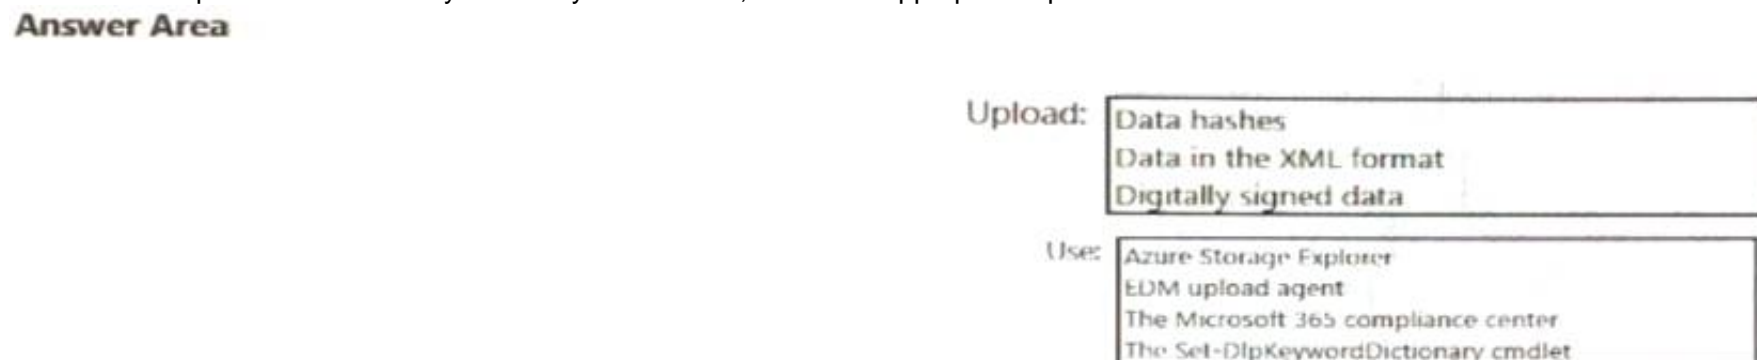 Answer Area
Upload:
Data hashes
Data in the XML format
Digitally signed data
Use:
Azure Storage Explorer
EDM upload agent
The Microsoft 365 compliance center
The Set-DlpKeywordDictionary cmdlet